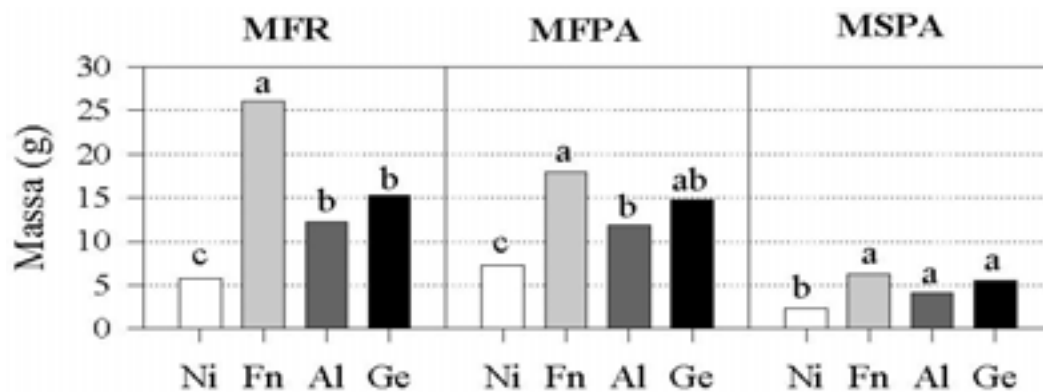 MFR MFPA MSPA
Massa (g)
30
25
20
15
10
5
0
c a b b
c a b ab
b a a a
Ni Fn Al Ge Ni Fn Al Ge Ni Fn Al Ge